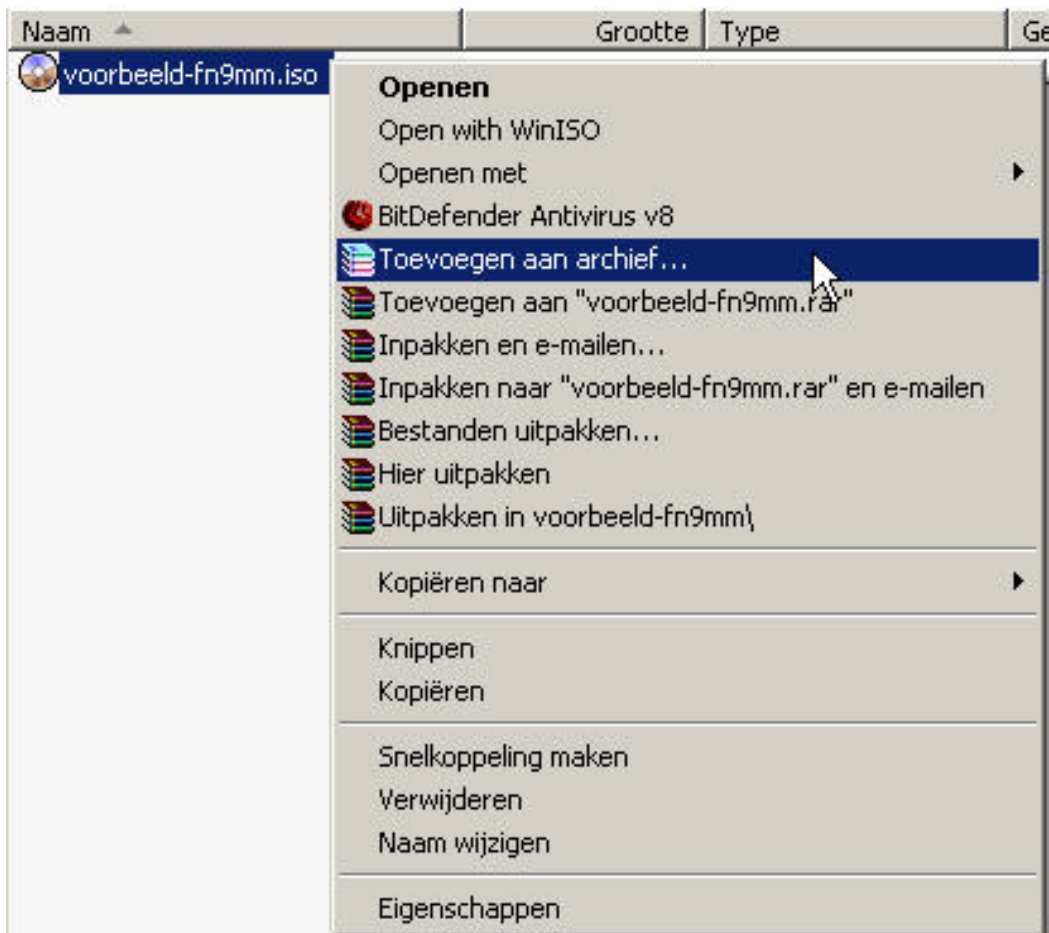 Naam Grootte Type Ge
voorbeeld-fn9mm.iso
Openen
Open with WinISO
Openen met
BitDefender Antivirus v8
Toevoegen aan archief...
Toevoegen aan "voorbeeld-fn9mm.rar"
Inpakken en e-mailen...
Inpakken naar "voorbeeld-fn9mm.rar" en e-mailen
Bestanden uitpakken...
Hier uitpakken
Uitpakken in voorbeeld-fn9mm\
Kopiëren naar
Knippen
Kopiëren
Snelkoppeling maken
Verwijderen
Naam wijzigen
Eigenschappen